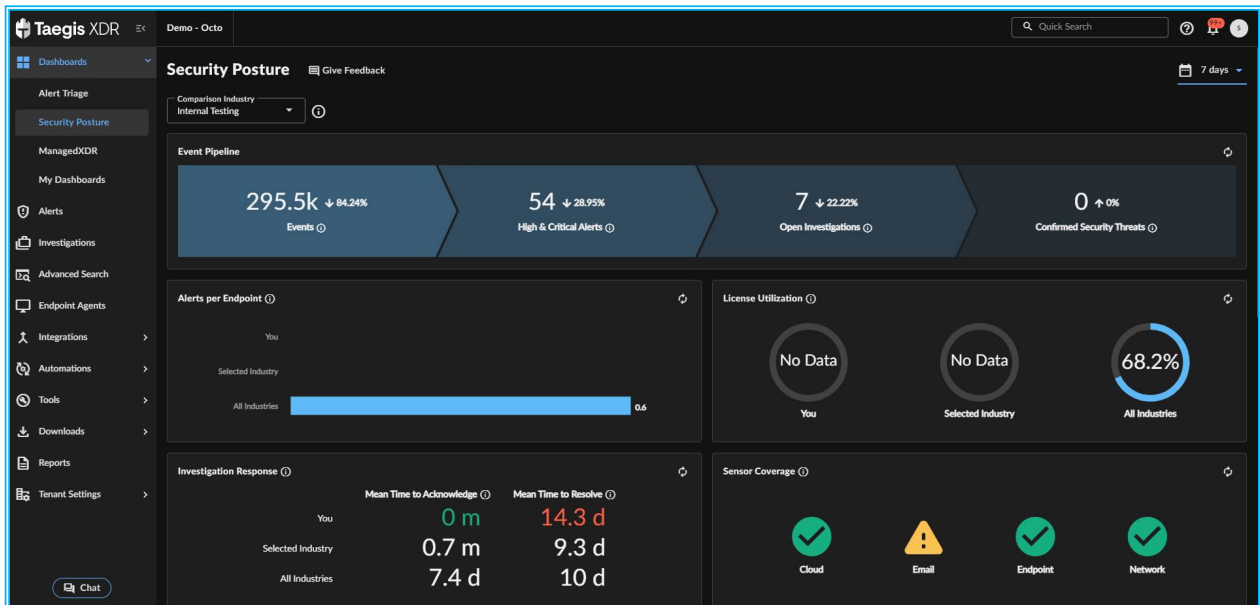 Taegis XDR
Demo - Octo
Quick Search
99+
S
Dashboards
Alert Triage
Security Posture
ManagedXDR
My Dashboards
Alerts
Investigations
Advanced Search
Endpoint Agents
Integrations
Automations
Tools
Downloads
Reports
Tenant Settings
Chat
Security Posture
Give Feedback
7 days
Comparison Industry
Internal Testing
Event Pipeline
295.5k ↓ 84.24%
Events
54 ↓ 28.95%
High & Critical Alerts
7 ↓ 22.22%
Open Investigations
0 ↑ 0%
Confirmed Security Threats
Alerts per Endpoint
You
Selected Industry
All Industries 0.6
License Utilization
No Data
You
No Data
Selected Industry
68.2%
All Industries
Investigation Response
Mean Time to Acknowledge Mean Time to Resolve
You 0 m 14.3 d
Selected Industry 0.7 m 9.3 d
All Industries 7.4 d 10 d
Sensor Coverage
Cloud
Email
Endpoint
Network